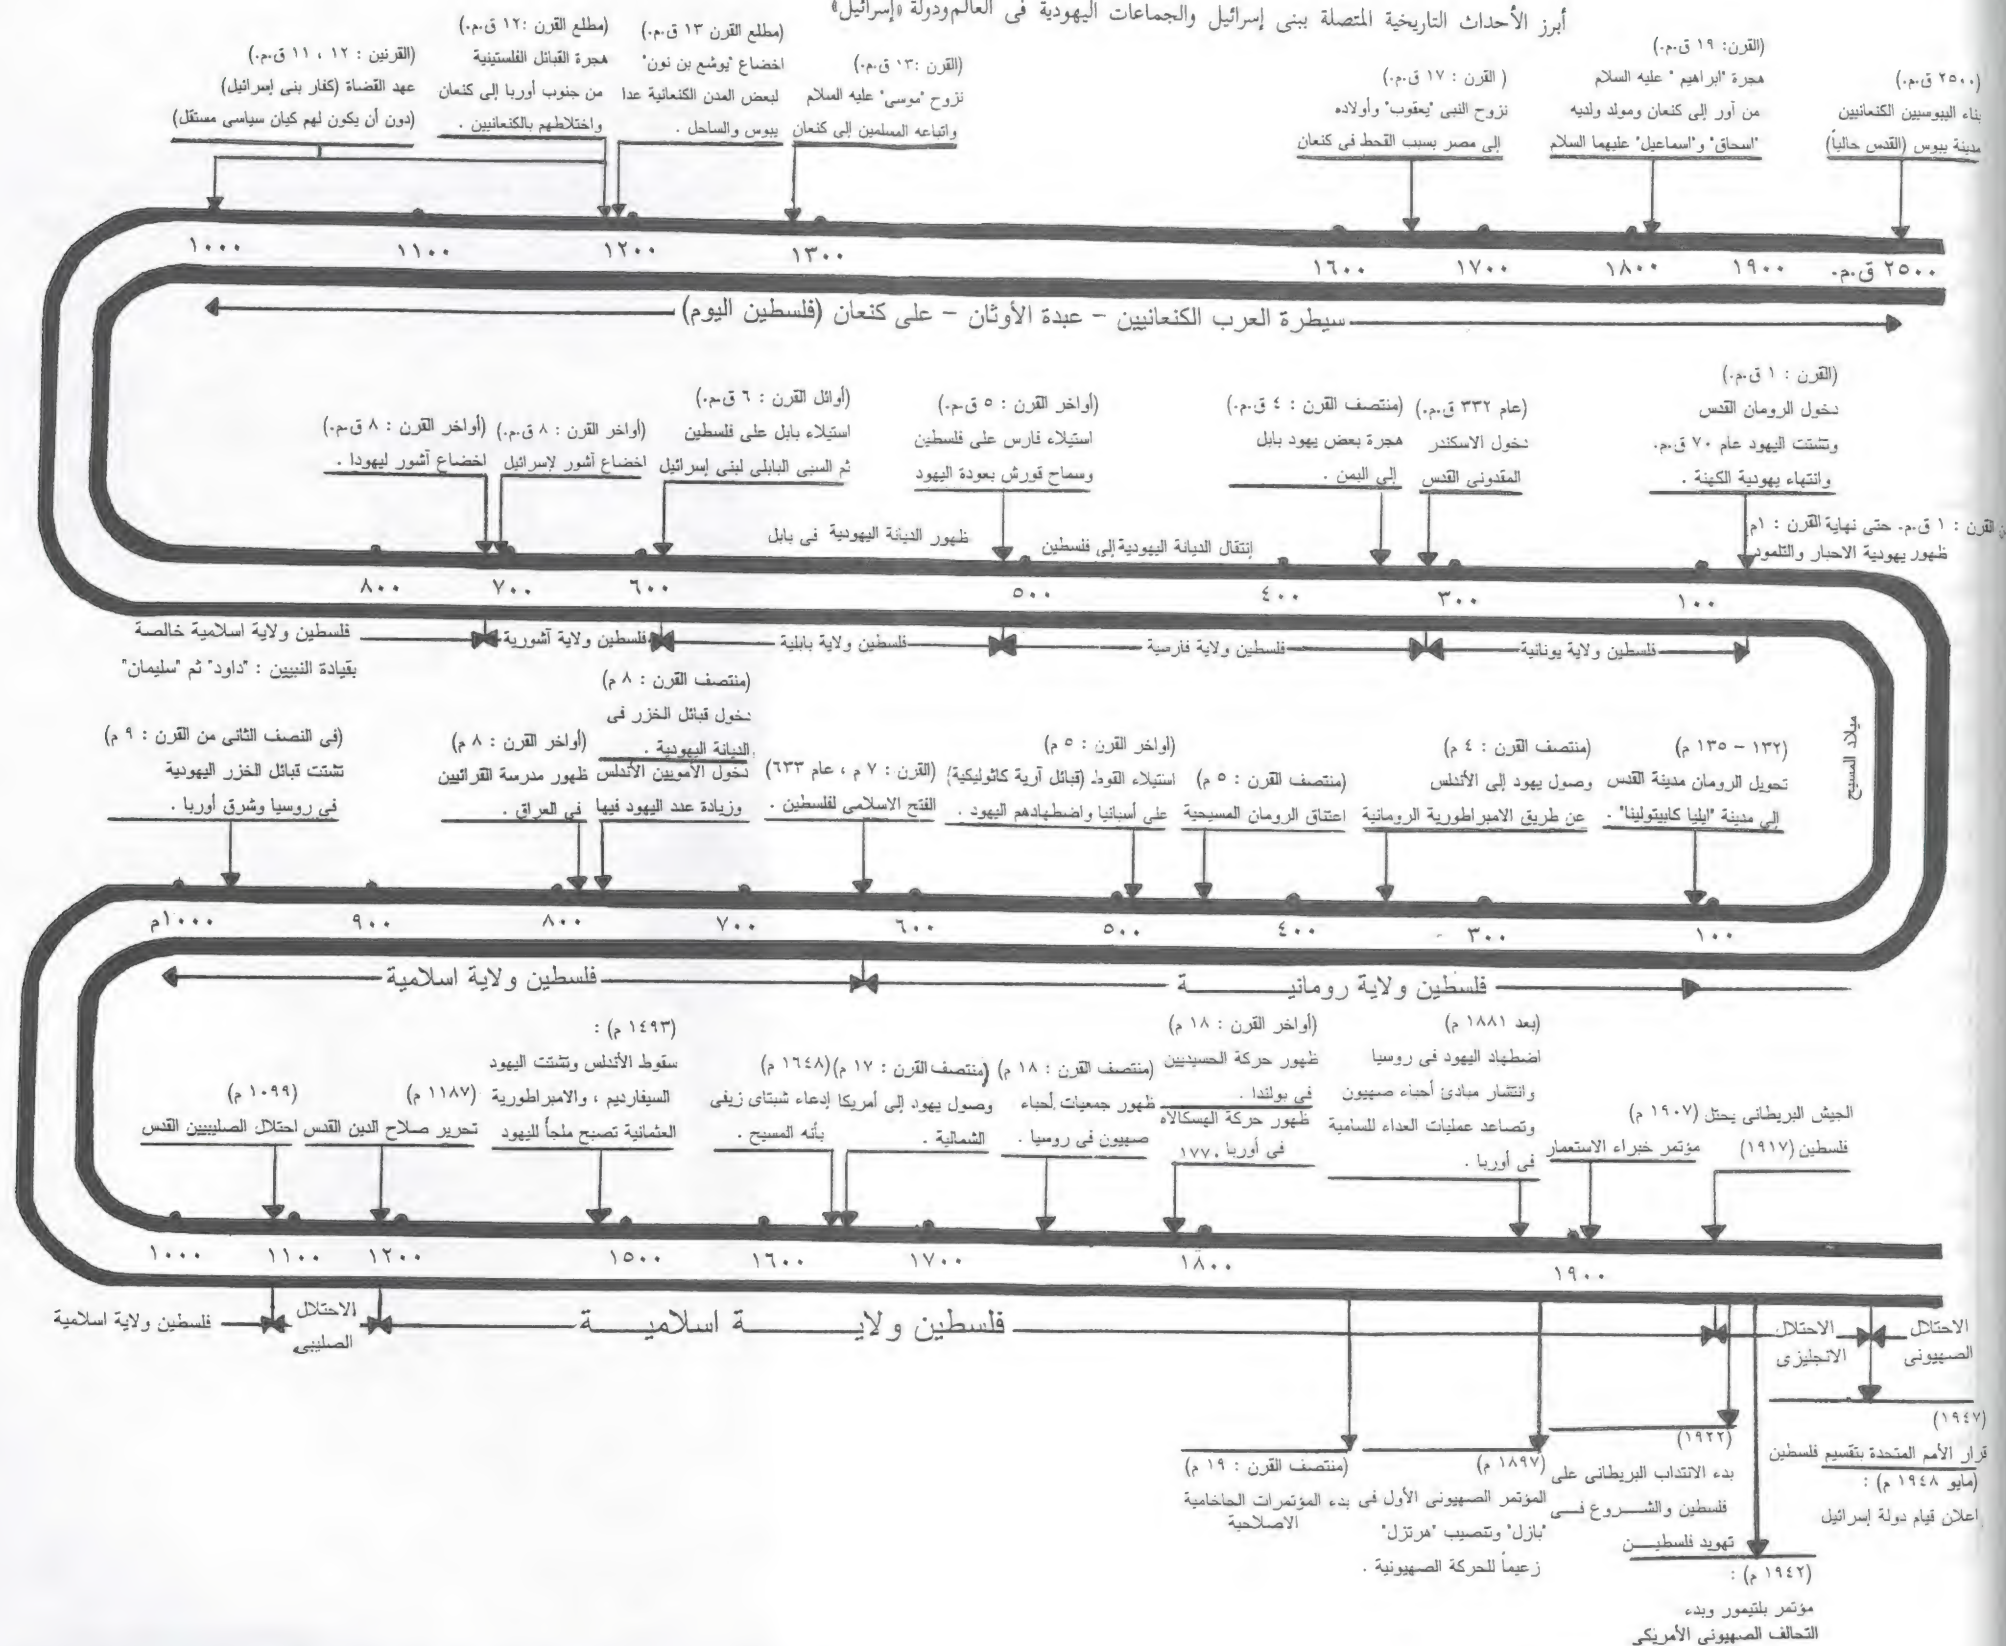 أبرز الأحداث التاريخية المتصلة ببنى إسرائيل والجماعات اليهودية فى العالم ودولة «إسرائيل»
(٢٥٠٠ ق.م.)
بناء اليبوسيين الكنعانيين
مدينة يبوس (القدس حالياً)
(القرن: ١٩ ق.م.)
هجرة "ابراهيم" عليه السلام
من آور إلى كنعان ومولد ولديه
"اسحاق" و"اسماعيل" عليهما السلام
(القرن : ١٧ ق.م.)
نزوح النبى "يعقوب" وأولاده
إلى مصر بسبب القحط فى كنعان
(القرن :١٣ ق.م.)
نزوح "موسى" عليه السلام
واتباعه المسلمين إلى كنعان
(مطلع القرن ١٣ ق.م.)
اخضاع "يوشع بن نون"
لبعض المدن الكنعانية عدا
يبوس والساحل .
(مطلع القرن :١٢ ق.م.)
هجرة القبائل الفلستينية
من جنوب أوربا إلى كنعان
واختلاطهم بالكنعانيين .
(القرنين : ١٢ ، ١١ ق.م.)
عهد القضاة (كفار بنى إسرائيل)
(دون أن يكون لهم كيان سياسى مستقل)
٢٥٠٠ ق.م. ١٩٠٠ ١٨٠٠ ١٧٠٠ ١٦٠٠ ١٣٠٠ ١٢٠٠ ١١٠٠ ١٠٠٠
سيطرة العرب الكنعانيين - عبدة الأوثان - على كنعان (فلسطين اليوم)
(القرن : ١ ق.م.)
دخول الرومان القدس
وتشتت اليهود عام ٧٠ ق.م.
وانتهاء يهودية الكهنة .
القرن : ١ ق.م. حتى نهاية القرن : ١م
ظهور يهودية الاحبار والتلمود
(عام ٣٣٢ ق.م.)
دخول الاسكندر
المقدونى القدس
(منتصف القرن : ٤ ق.م.)
هجرة بعض يهود بابل
إلى اليمن .
(أواخر القرن : ٥ ق.م.)
استيلاء فارس على فلسطين
وسماح قورش بعودة اليهود
(أوائل القرن : ٦ ق.م.)
استيلاء بابل على فلسطين
ثم السبى البابلى لبنى إسرائيل
(أواخر القرن : ٨ ق.م.)
اخضاع آشور لإسرائيل
(أواخر القرن : ٨ ق.م.)
اخضاع آشور ليهودا .
إنتقال الديانة اليهودية إلى فلسطين
ظهور الديانة اليهودية فى بابل
١٠٠ ٣٠٠ ٤٠٠ ٥٠٠ ٦٠٠ ٧٠٠ ٨٠٠
فلسطين ولاية يونانية
فلسطين ولاية فارسية
فلسطين ولاية بابلية
فلسطين ولاية آشورية
فلسطين ولاية اسلامية خالصة
بقيادة النبيين : "داود" ثم "سليمان"
ميلاد المسيح
(١٣٢ - ١٣٥ م)
تحويل الرومان مدينة القدس
إلى مدينة "ايليا كابيتولينا" .
(منتصف القرن : ٤ م)
وصول يهود إلى الأندلس
عن طريق الامبراطورية الرومانية
(منتصف القرن : ٥ م)
اعتناق الرومان المسيحية
(اواخر القرن : ٥ م)
استيلاء القوط (قبائل آرية كاثوليكية)
على أسبانيا واضطهادهم اليهود .
(القرن : ٧ م ، عام ٦٣٣)
الفتح الاسلامى لفلسطين .
(منتصف القرن : ٨ م)
دخول قبائل الخزر فى
الديانة اليهودية .
دخول الأمويين الأندلس
وزيادة عدد اليهود فيها
(أواخر القرن : ٨ م)
ظهور مدرسة القرائيين
فى العراق .
(فى النصف الثانى من القرن : ٩ م)
تشتت قبائل الخزر اليهودية
فى روسيا وشرق أوربا .
١٠٠ ٣٠٠ ٤٠٠ ٥٠٠ ٦٠٠ ٧٠٠ ٨٠٠ ٩٠٠ ١٠٠٠م
فلسطين ولاية رومانيـــة
فلسطين ولاية اسلامية
الجيش البريطانى يحتل
فلسطين (١٩١٧)
(١٩٠٧ م)
مؤتمر خبراء الاستعمار
(بعد ١٨٨١ م)
اضطهاد اليهود فى روسيا
وانتشار مبادئ أحباء صهيون
وتصاعد عمليات العداء للسامية
فى أوربا .
(أواخر القرن : ١٨ م)
ظهور حركة الحسيديين
فى بولندا .
ظهور حركة الهسكالاه
فى أوربا ١٧٧٠
(منتصف القرن : ١٨ م)
ظهور جمعيات أحباء
صهيون فى روسيا .
(منتصف القرن : ١٧ م)
وصول يهود إلى أمريكا
الشمالية .
(١٦٤٨ م)
إدعاء شبتاى زيفى
بأنه المسيح .
(١٤٩٣ م) :
سقوط الأندلس وتشتت اليهود
السيفارديم ، والامبراطورية
العثمانية تصبح ملجأ لليهود
(١١٨٧ م)
تحرير صلاح الدين القدس
(١٠٩٩ م)
احتلال الصليبيين القدس
١٠٠٠ ١١٠٠ ١٢٠٠ ١٥٠٠ ١٦٠٠ ١٧٠٠ ١٨٠٠ ١٩٠٠
فلسطين ولاية اسلامية
الاحتلال
الصليبى
فلسطين ولايـــة اسلاميـــة
الاحتلال
الانجليزى
الاحتلال
الصهيونى
(منتصف القرن : ١٩ م)
بدء المؤتمرات الحاخامية
الاصلاحية
(١٨٩٧ م)
المؤتمر الصهيونى الأول فى
"بازل" وتنصيب "هرتزل"
زعيماً للحركة الصهيونية .
(١٩٢٢)
بدء الانتداب البريطانى على
فلسطين والشـــروع فـــى
تهويد فلسطيـــن
(١٩٤٢ م) :
مؤتمر بلتيمور وبدء
التحالف الصهيونى الأمريكى
(١٩٤٧)
قرار الأمم المتحدة بتقسيم فلسطين
(مايو ١٩٤٨ م) :
اعلان قيام دولة إسرائيل